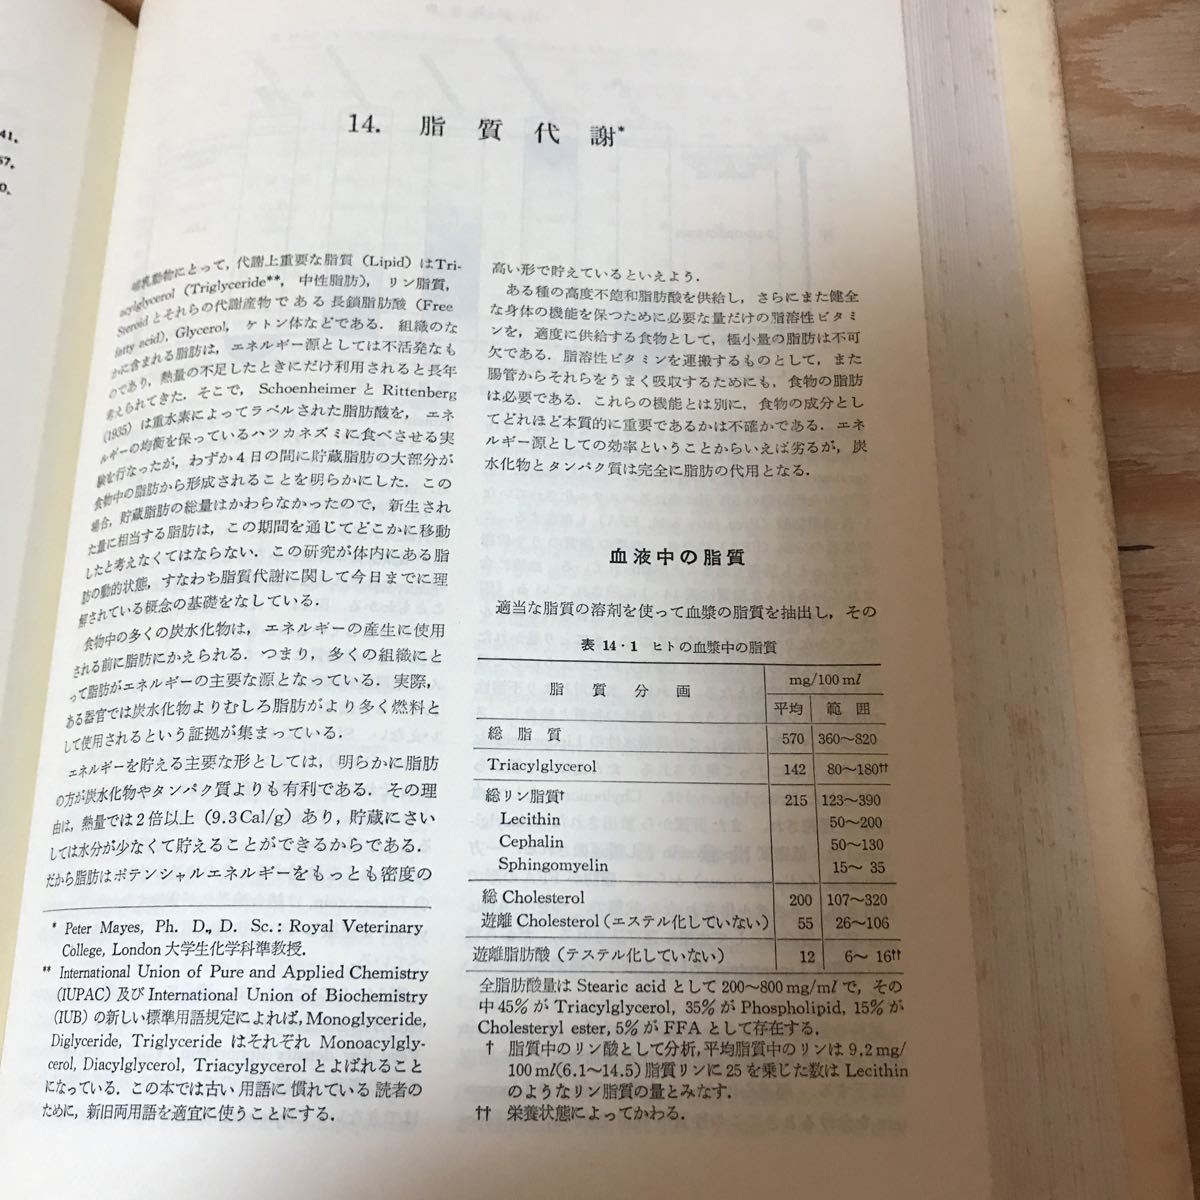 41.
57.
0.
14. 脂質代謝*
哺乳動物にとって，代謝上重要な脂質（Lipid）はTri-
acylglycerol（Triglyceride**，中性脂肪），リン脂質，
Steroidとそれらの代謝産物である長鎖脂肪酸（Free
fatty acid），Glycerol，ケトン体などである．組織のな
かに含まれる脂肪は，エネルギー源としては不活発なも
のであり，熱量の不足したときにだけ利用されると長年
考えられてきた．そこで，SchoenheimerとRittenberg
(1935)は重水素によってラベルされた脂肪酸を，エネ
ルギーの均衡を保っているハツカネズミに食べさせる実
験を行なったが，わずか4日の間に貯蔵脂肪の大部分が
食物中の脂肪から形成されることを明らかにした．この
場合，貯蔵脂肪の総量はかわらなかったので，新生され
た量に相当する脂肪は，この期間を通じてどこかに移動
したと考えなくてはならない．この研究が体内にある脂
肪の動的状態，すなわち脂質代謝に関して今日までに理
解されている概念の基礎をなしている．
食物中の多くの炭水化物は，エネルギーの産生に使用
される前に脂肪にかえられる．つまり，多くの組織にと
って脂肪がエネルギーの主要な源となっている．実際，
ある器官では炭水化物よりむしろ脂肪がより多く燃料と
して使用されるという証拠が集まっている．
エネルギーを貯える主要な形としては，明らかに脂肪
の方が炭水化物やタンパク質よりも有利である．その理
由は，熱量では2倍以上（9.3Cal/g）あり，貯蔵にさい
しては水分が少なくて貯えることができるからである．
だから脂肪はポテンシャルエネルギーをもっとも密度の
* Peter Mayes, Ph. D., D. Sc.: Royal Veterinary
College, London 大学生化学科準教授．
** International Union of Pure and Applied Chemistry
(IUPAC) 及び International Union of Biochemistry
(IUB) の新しい標準用語規定によれば，Monoglyceride,
Diglyceride, Triglyceride はそれぞれ Monoacylgly-
cerol, Diacylglycerol, Triacylgycerol とよばれること
になっている．この本では古い用語に慣れている読者の
ために，新旧両用語を適宜に使うことにする．
高い形で貯えているといえよう．
ある種の高度不飽和脂肪酸を供給し，さらにまた健全
な身体の機能を保つために必要な量だけの脂溶性ビタミ
ンを，適度に供給する食物として，極小量の脂肪は不可
欠である．脂溶性ビタミンを運搬するものとして，また
腸管からそれらをうまく吸収するためにも，食物の脂肪
は必要である．これらの機能とは別に，食物の成分とし
てどれほど本質的に重要であるかは不確かである．エネ
ルギー源としての効率ということからいえば劣るが，炭
水化物とタンパク質は完全に脂肪の代用となる．
血液中の脂質
適当な脂質の溶剤を使って血漿の脂質を抽出し，その
表 14・1 ヒトの血漿中の脂質
脂質分画 mg/100 ml
平均 範囲
総脂質 570 360～820
Triacylglycerol 142 80～180††
総リン脂質† 215 123～390
Lecithin 50～200
Cephalin 50～130
Sphingomyelin 15～ 35
総 Cholesterol 200 107～320
遊離 Cholesterol（エステル化していない） 55 26～106
遊離脂肪酸（テステル化していない） 12 6～ 16††
全脂肪酸量は Stearic acid として 200～800 mg/ml で，その
中 45％ が Triacylglycerol, 35％ が Phospholipid, 15％ が
Cholesteryl ester, 5％ が FFA として存在する．
† 脂質中のリン酸として分析，平均脂質中のリンは 9.2 mg/
100 ml(6.1～14.5) 脂質リンに 25 を乗じた数は Lecithin
のようなリン脂質の量とみなす．
†† 栄養状態によってかわる．